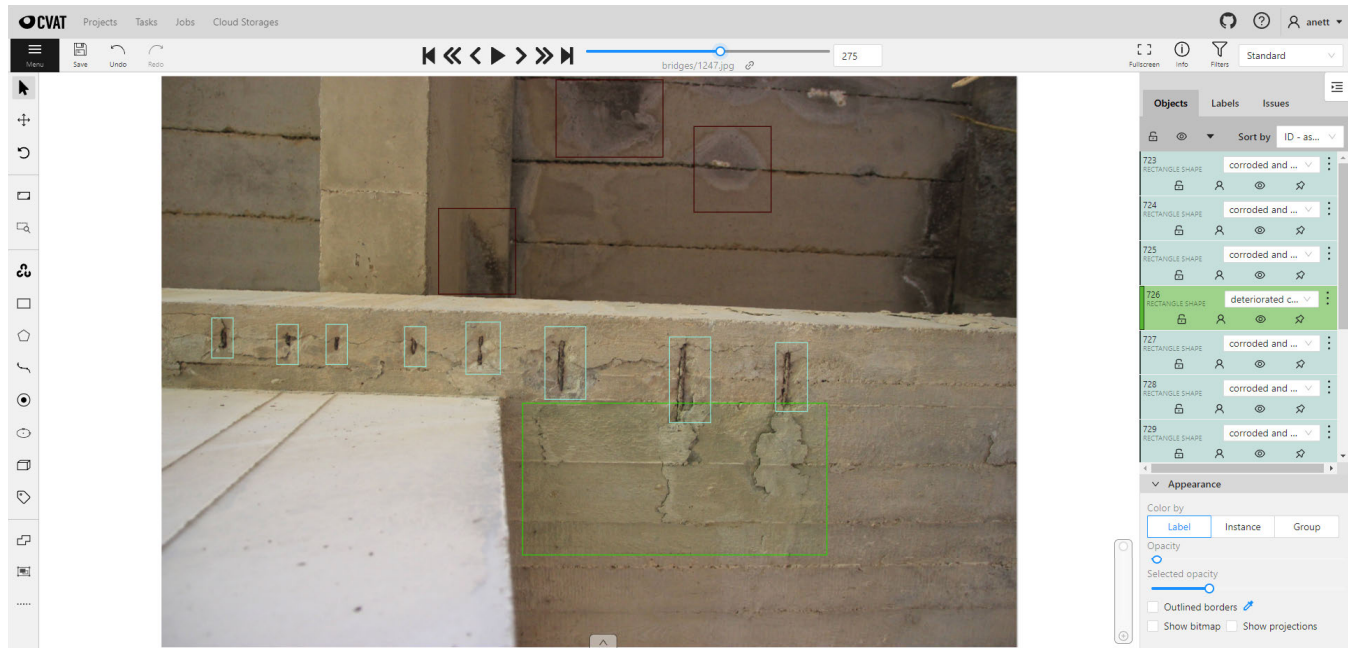 CVAT Projects Tasks Jobs Cloud Storages anett
Menu Save Undo Redo bridges/1247.jpg 275 Fullscreen Info Filters Standard
Objects Labels Issues
Sort by ID - as...
723 corroded and ...
RECTANGLE SHAPE
724 corroded and ...
RECTANGLE SHAPE
725 corroded and ...
RECTANGLE SHAPE
726 deteriorated c...
RECTANGLE SHAPE
727 corroded and ...
RECTANGLE SHAPE
728 corroded and ...
RECTANGLE SHAPE
729 corroded and ...
RECTANGLE SHAPE
Appearance
Color by
Label Instance Group
Opacity
Selected opacity
Outlined borders
Show bitmap Show projections